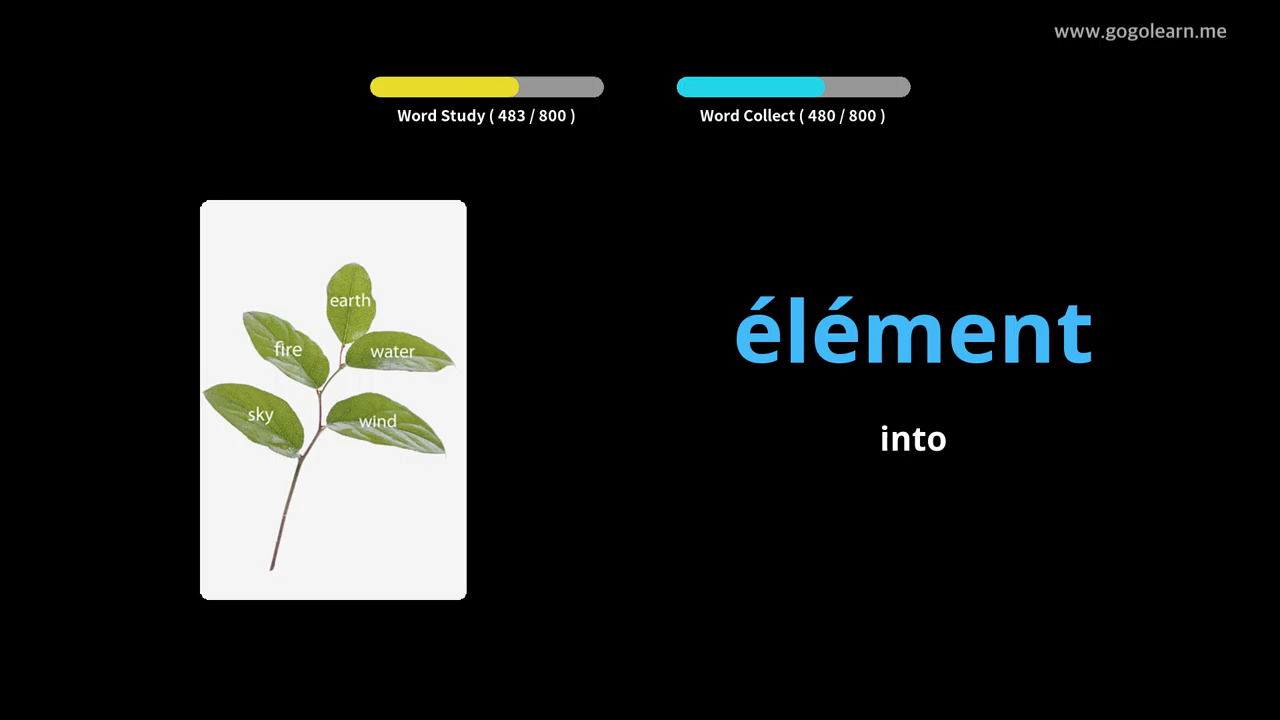 www.gogolearn.me
Word Study ( 483 / 800 )
Word Collect ( 480 / 800 )
earth
fire
water
sky
wind
élément
into